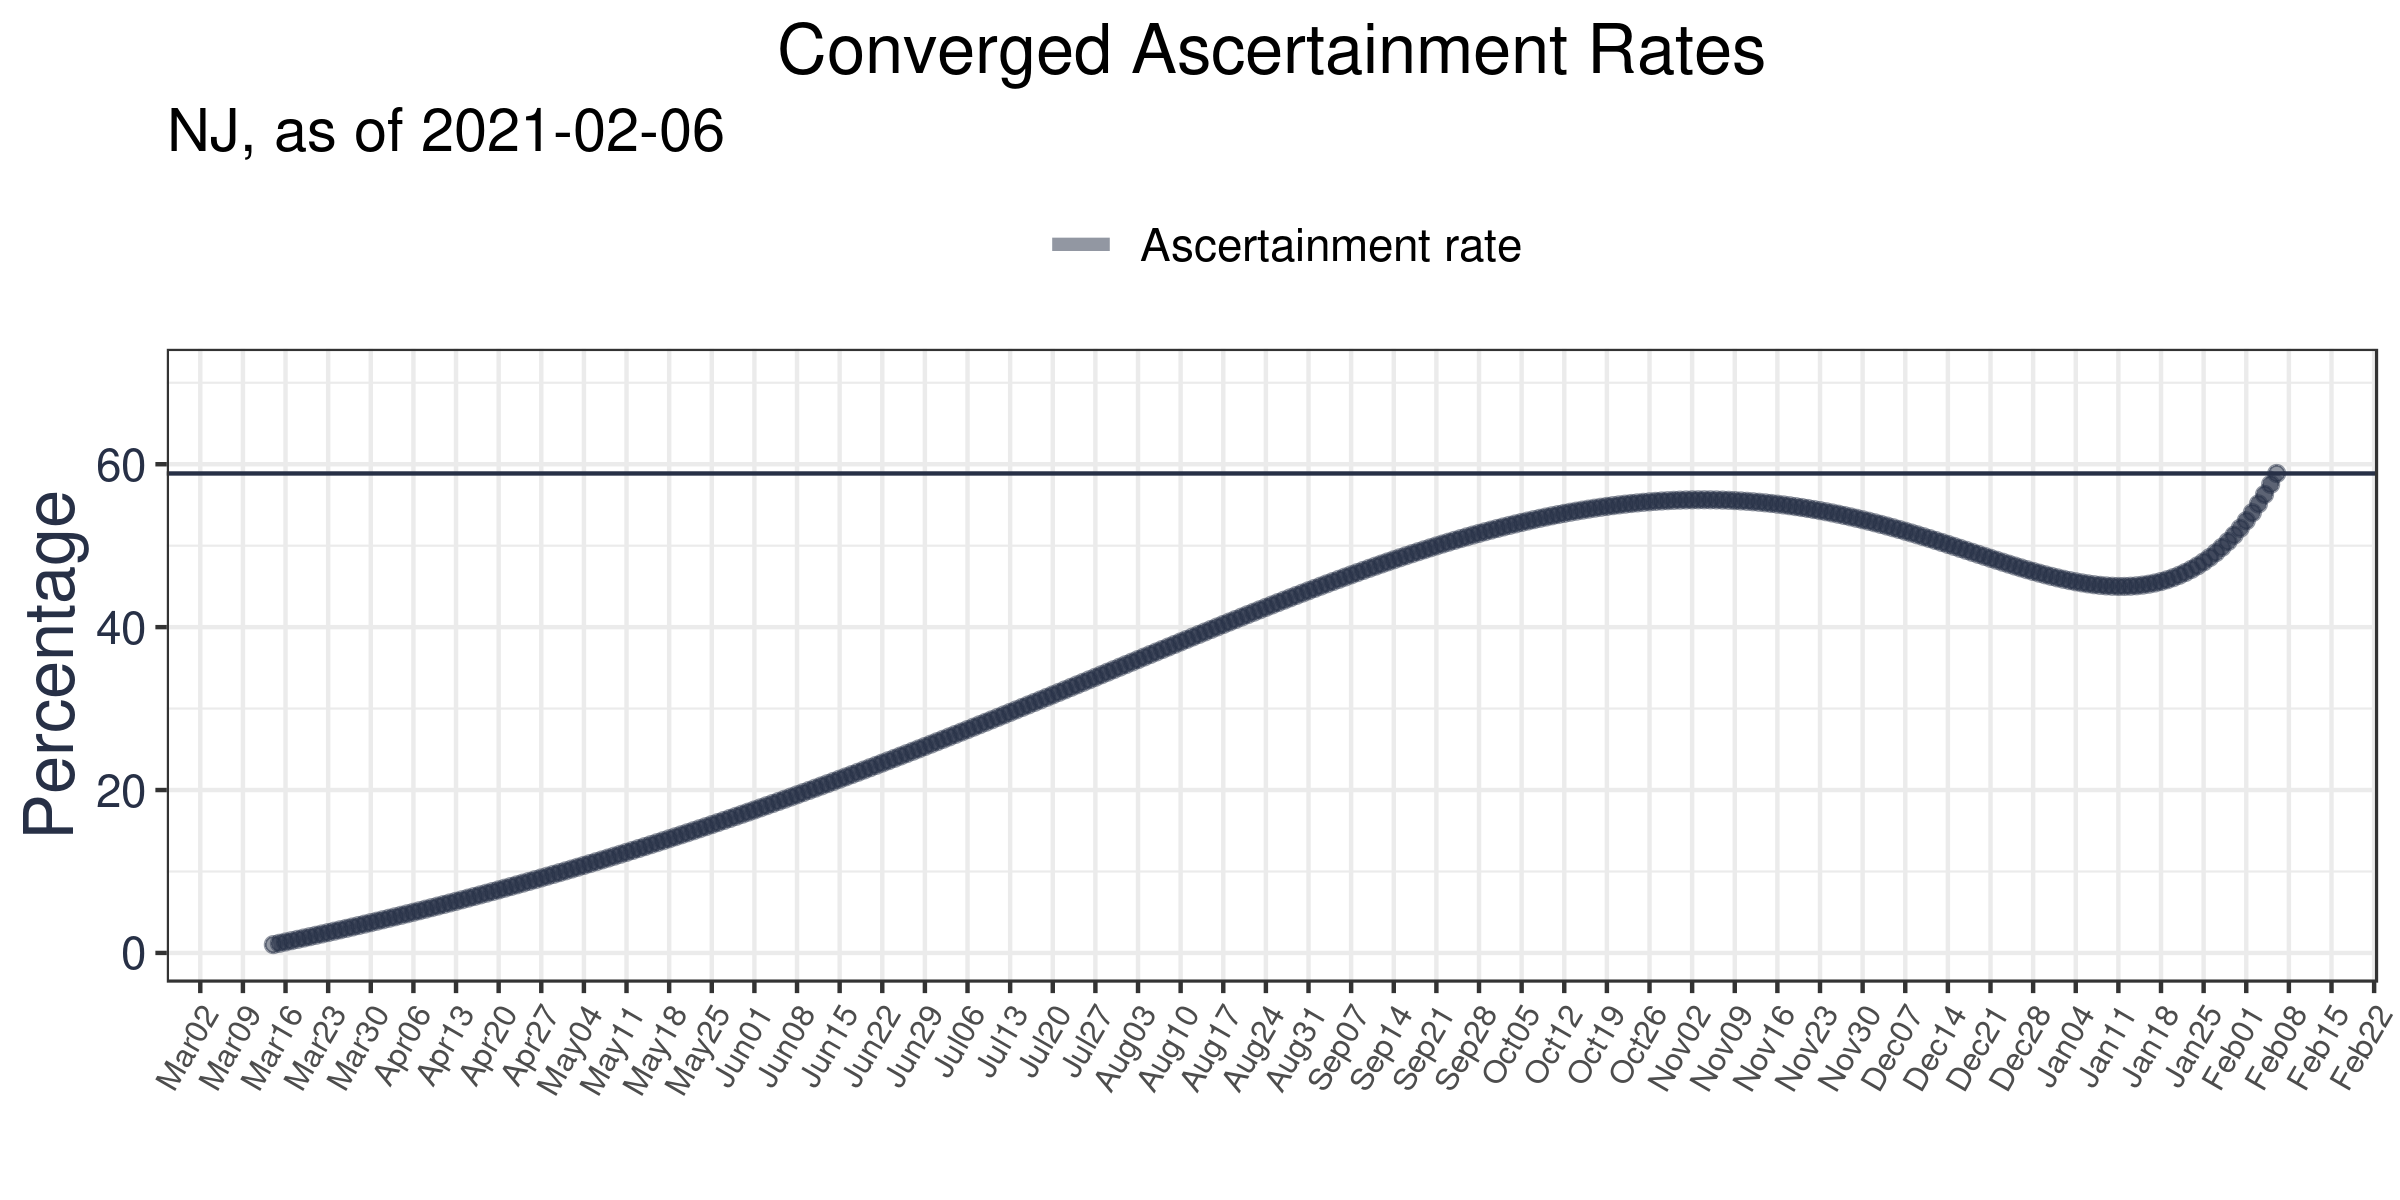 Converged Ascertainment Rates
NJ, as of 2021-02-06
Ascertainment rate
Percentage
60
40
20
0
Mar02 Mar09 Mar16 Mar23 Mar30 Apr06 Apr13 Apr20 Apr27 May04 May11 May18 May25 Jun01 Jun08 Jun15 Jun22 Jun29 Jul06 Jul13 Jul20 Jul27 Aug03 Aug10 Aug17 Aug24 Aug31 Sep07 Sep14 Sep21 Sep28 Oct05 Oct12 Oct19 Oct26 Nov02 Nov09 Nov16 Nov23 Nov30 Dec07 Dec14 Dec21 Dec28 Jan04 Jan11 Jan18 Jan25 Feb01 Feb08 Feb15 Feb22